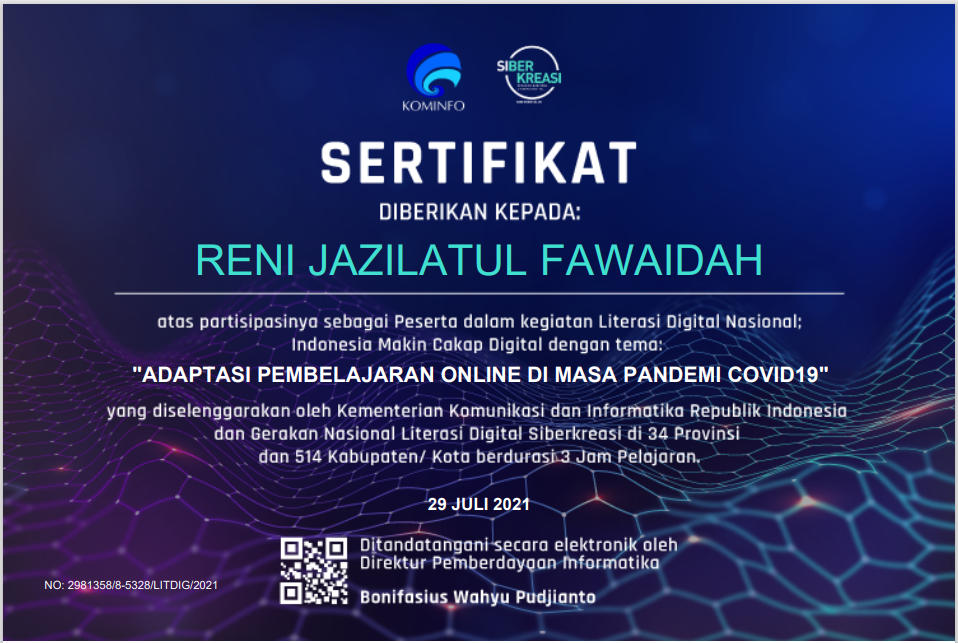 KOMINFO
SIBER
KREASI
SERTIFIKAT
DIBERIKAN KEPADA:
RENI JAZILATUL FAWAIDAH
atas partisipasinya sebagai Peserta dalam kegiatan Literasi Digital Nasional;
Indonesia Makin Cakap Digital dengan tema:
"ADAPTASI PEMBELAJARAN ONLINE DI MASA PANDEMI COVID19"
yang diselenggarakan oleh Kementerian Komunikasi dan Informatika Republik Indonesia
dan Gerakan Nasional Literasi Digital Siberkreasi di 34 Provinsi
dan 514 Kabupaten/ Kota berdurasi 3 Jam Pelajaran.
29 JULI 2021
Ditandatangani secara elektronik oleh
Direktur Pemberdayaan Informatika
Bonifasius Wahyu Pudjianto
NO: 2981358/8-5328/LITDIG/2021